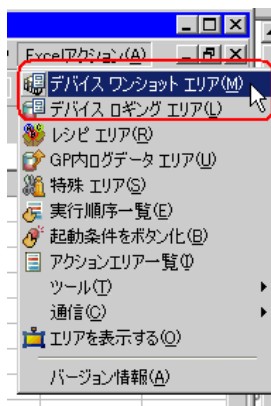 Excelアクション(A)
デバイス ワンショット エリア(M)
デバイス ロギング エリア(L)
レシピ エリア(R)
GP内ログデータ エリア(U)
特殊 エリア(S)
実行順序一覧(E)
起動条件をボタン化(B)
アクションエリア一覧(I)
ツール(T)
通信(C)
エリアを表示する(O)
バージョン情報(A)